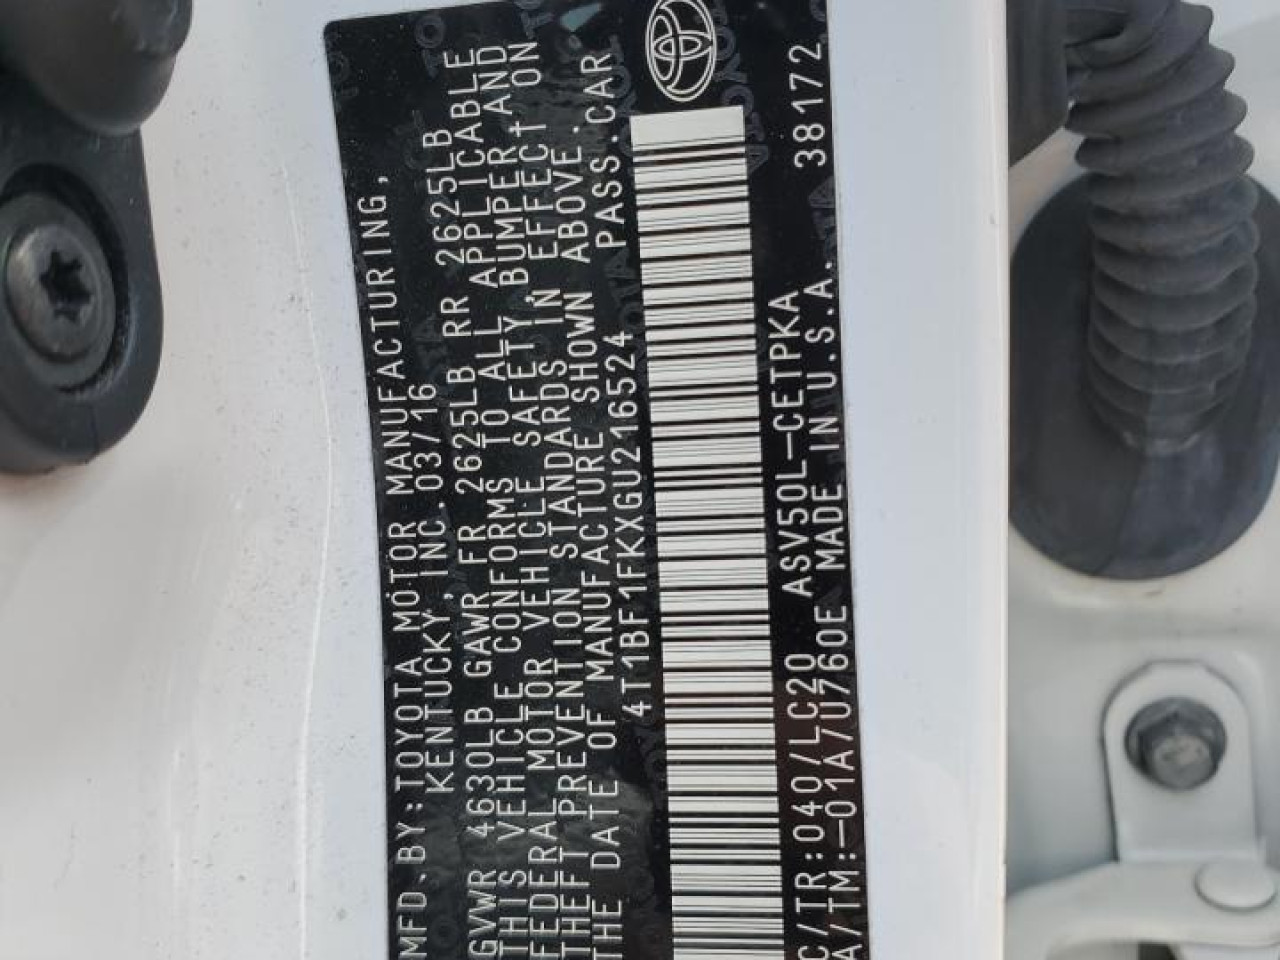 MFD.BY:TOYOTA MOTOR MANUFACTURING,
KENTUCKY,INC.03/16
GVWR 4630LB GAWR FR 2625LB RR 2625LB
THIS VEHICLE CONFORMS TO ALL APPLICABLE
FEDERAL MOTOR VEHICLE SAFETY,BUMPER,AND
THEFT PREVENTION STANDARDS IN EFFECT ON
THE DATE OF MANUFACTURE SHOWN ABOVE.
4T1BF1FKXGU216524 PASS.CAR
C/TR:040/LC20 ASV50L-CETPKA
A/TM:-01A/U760E MADE IN U.S.A. 38172